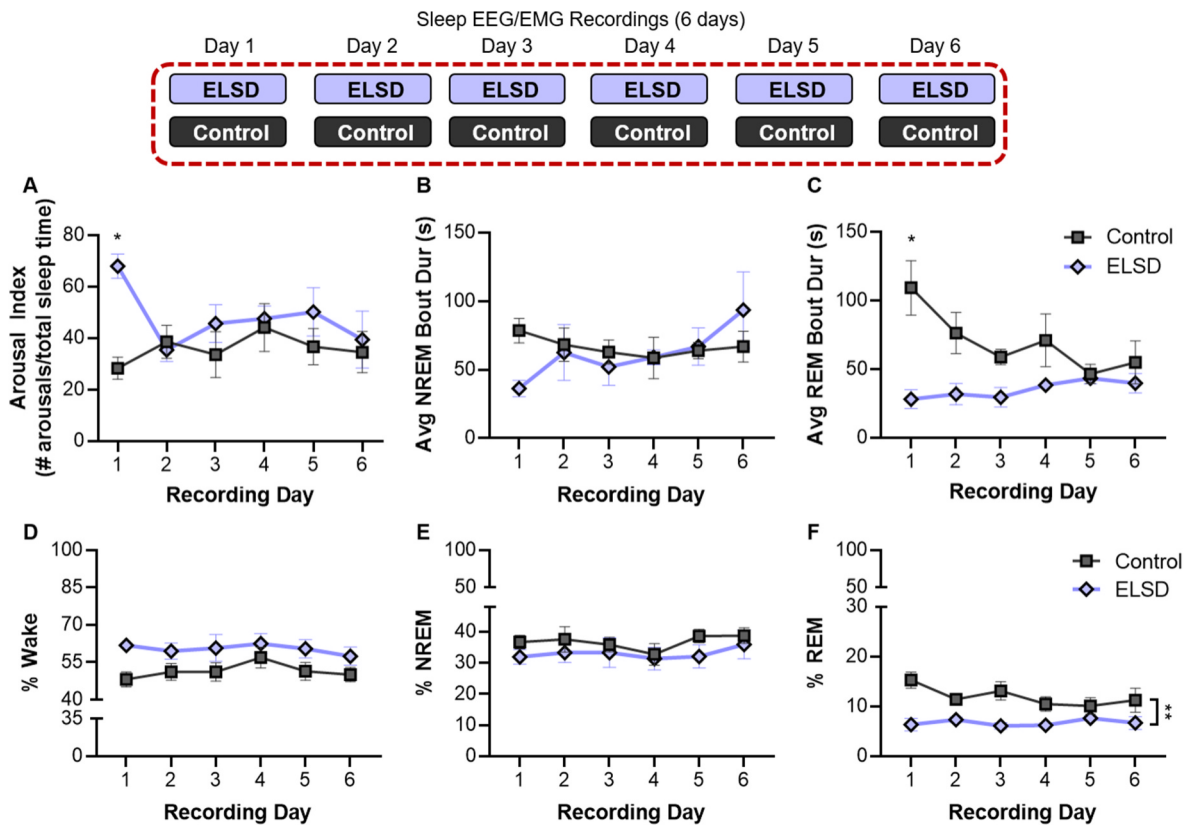 Sleep EEG/EMG Recordings (6 days)
Day 1 Day 2 Day 3 Day 4 Day 5 Day 6
ELSD ELSD ELSD ELSD ELSD ELSD
Control Control Control Control Control Control
A
Arousal Index
(# arousals/total sleep time)
80
60
40
20
0
*
1 2 3 4 5 6
Recording Day
B
Avg NREM Bout Dur (s)
150
100
50
0
1 2 3 4 5 6
Recording Day
C
Avg REM Bout Dur (s)
150
100
50
0
*
Control
ELSD
1 2 3 4 5 6
Recording Day
D
% Wake
100
85
70
55
40
35
0
1 2 3 4 5 6
Recording Day
E
% NREM
100
50
40
30
20
10
0
1 2 3 4 5 6
Recording Day
F
% REM
100
50
30
20
10
0
Control
ELSD
**
1 2 3 4 5 6
Recording Day